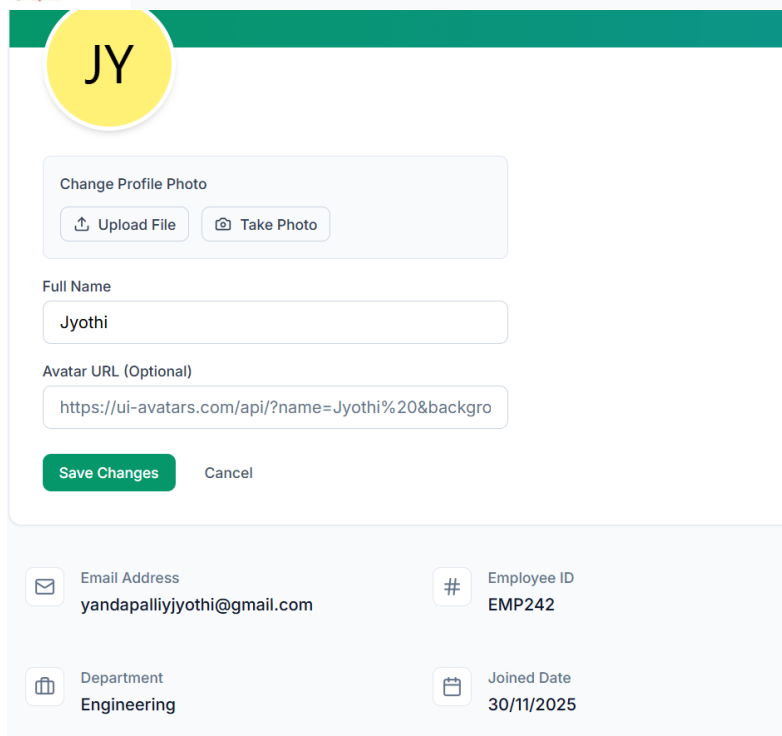 JY
Change Profile Photo
Upload File
Take Photo
Full Name
Jyothi
Avatar URL (Optional)
https://ui-avatars.com/api/?name=Jyothi%20&backgro
Save Changes
Cancel
Email Address
yandapalliyjyothi@gmail.com
Employee ID
EMP242
Department
Engineering
Joined Date
30/11/2025